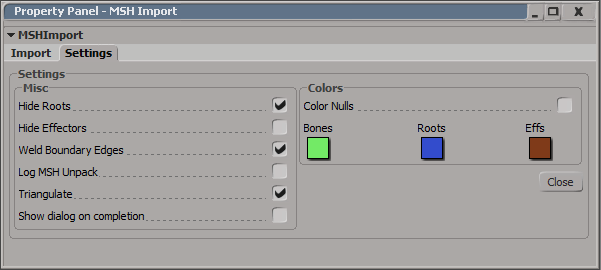 Property Panel - MSH Import
MSHImport
Import Settings
Settings
Misc
Hide Roots
Hide Effectors
Weld Boundary Edges
Log MSH Unpack
Triangulate
Show dialog on completion
Colors
Color Nulls
Bones Roots Effs
Close